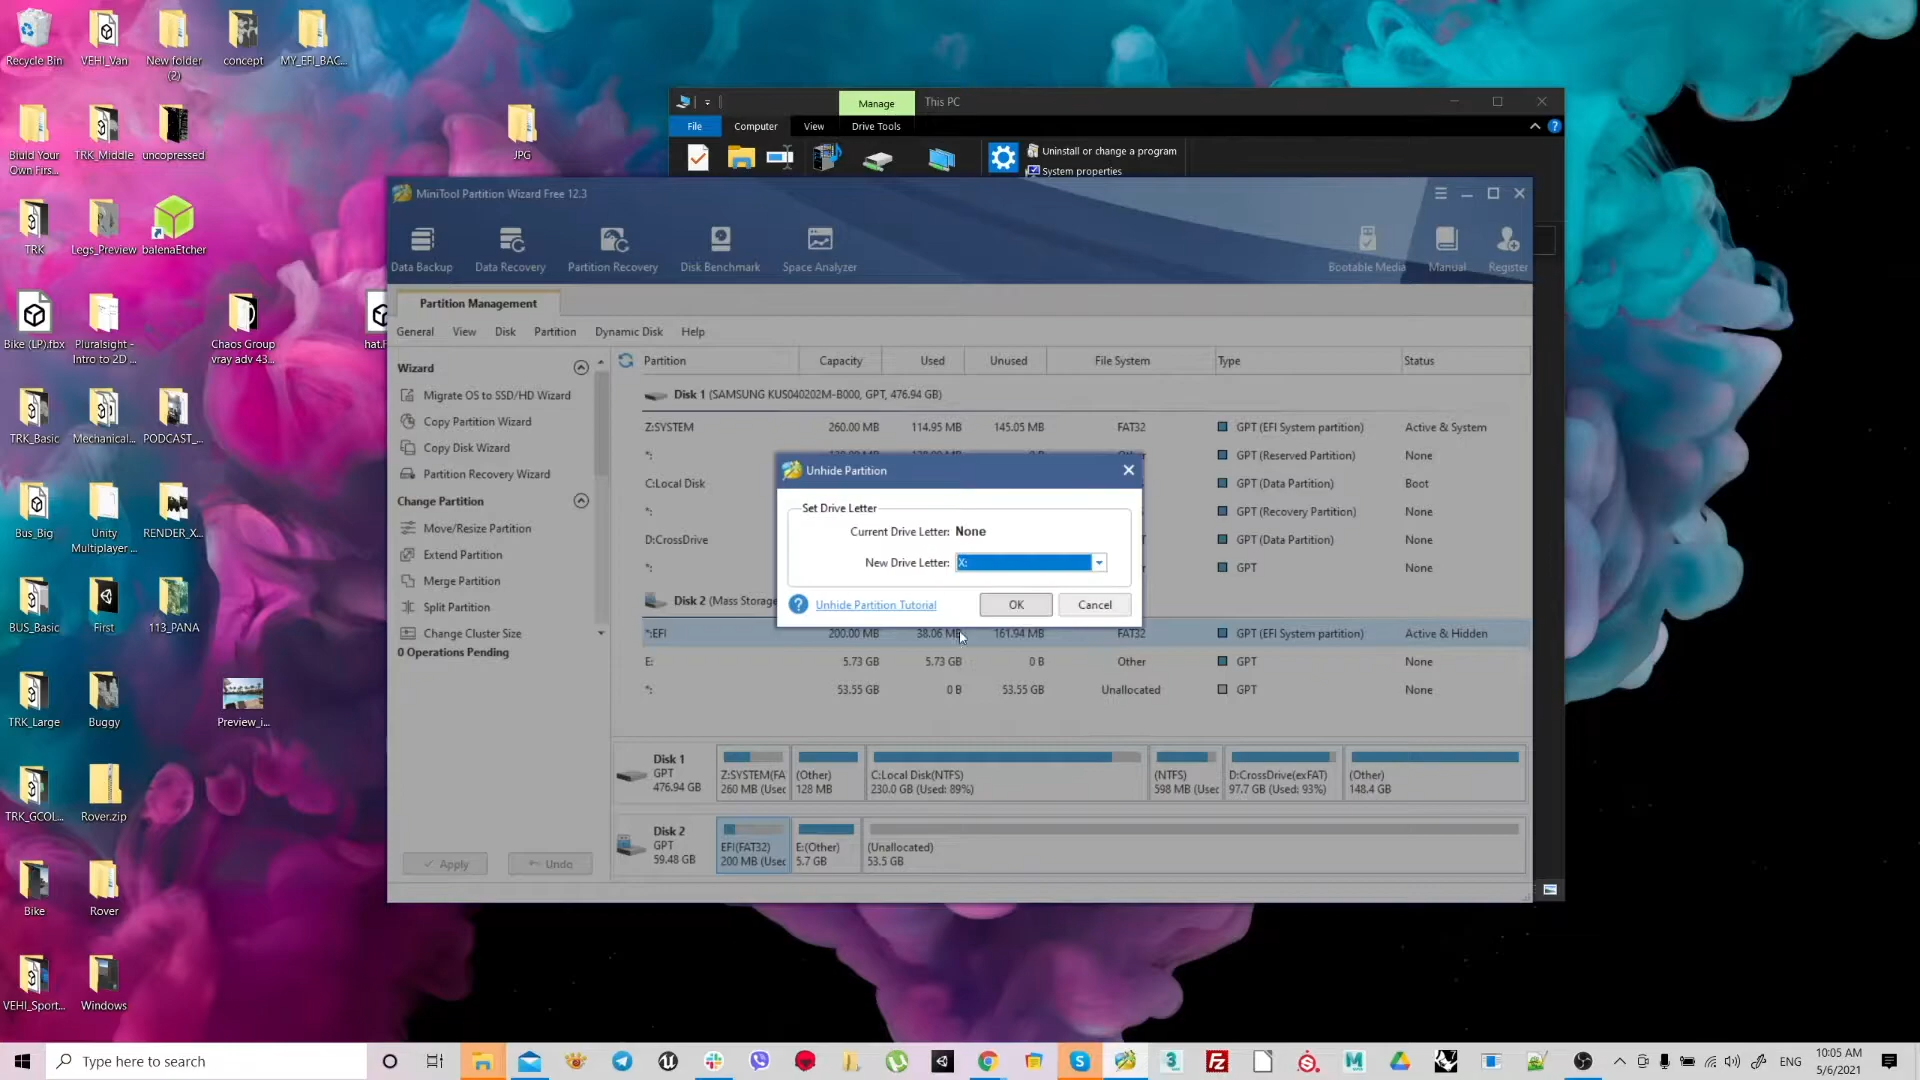 Recycle Bin
VEHI_Van
New folder
(2)
concept
MY_EFI_BAC...
Biuld Your
Own Firs...
TRK_Middle
uncopressed
JPG
TRK
Legs_Preview
balenaEtcher
Bike (LP).fbx
Pluralsight -
Intro to 2D ...
Chaos Group
vray adv 43...
hat.f
TRK_Basic
Mechanical...
PODCAST_...
Bus_Big
Unity
Multiplayer ...
RENDER_X...
BUS_Basic
First
113_PANA
TRK_Large
Buggy
Preview_i...
TRK_GCOL...
Rover.zip
Bike
Rover
VEHI_Sport...
Windows
Manage
This PC
File
Computer
View
Drive Tools
Uninstall or change a program
System properties
MiniTool Partition Wizard Free 12.3
Data Backup
Data Recovery
Partition Recovery
Disk Benchmark
Space Analyzer
Bootable Media
Manual
Register
Partition Management
General
View
Disk
Partition
Dynamic Disk
Help
Wizard
Migrate OS to SSD/HD Wizard
Copy Partition Wizard
Copy Disk Wizard
Partition Recovery Wizard
Change Partition
Move/Resize Partition
Extend Partition
Merge Partition
Split Partition
Change Cluster Size
0 Operations Pending
Apply
Undo
Partition Capacity Used Unused File System Type Status
Disk 1 (SAMSUNG KUS040202M-B000, GPT, 476.94 GB)
Z:SYSTEM 260.00 MB 114.95 MB 145.05 MB FAT32 GPT (EFI System partition) Active & System
*: GPT (Reserved Partition) None
C:Local Disk GPT (Data Partition) Boot
*: GPT (Recovery Partition) None
D:CrossDrive GPT (Data Partition) None
*: GPT None
Disk 2 (Mass Storage
*:EFI 200.00 MB 38.06 MB 161.94 MB FAT32 GPT (EFI System partition) Active & Hidden
E: 5.73 GB 5.73 GB 0 B Other GPT None
*: 53.55 GB 0 B 53.55 GB Unallocated GPT None
Unhide Partition
Set Drive Letter
Current Drive Letter: None
New Drive Letter: X:
Unhide Partition Tutorial
OK
Cancel
Disk 1
GPT
476.94 GB
Z:SYSTEM(FA
260 MB (Used
(Other)
128 MB
C:Local Disk(NTFS)
230.0 GB (Used: 89%)
(NTFS)
598 MB (Used
D:CrossDrive(exFAT)
97.7 GB (Used: 93%)
(Other)
148.4 GB
Disk 2
GPT
59.48 GB
EFI(FAT32)
200 MB (Used
E:(Other)
5.7 GB
(Unallocated)
53.5 GB
Type here to search
ENG
10:05 AM
5/6/2021